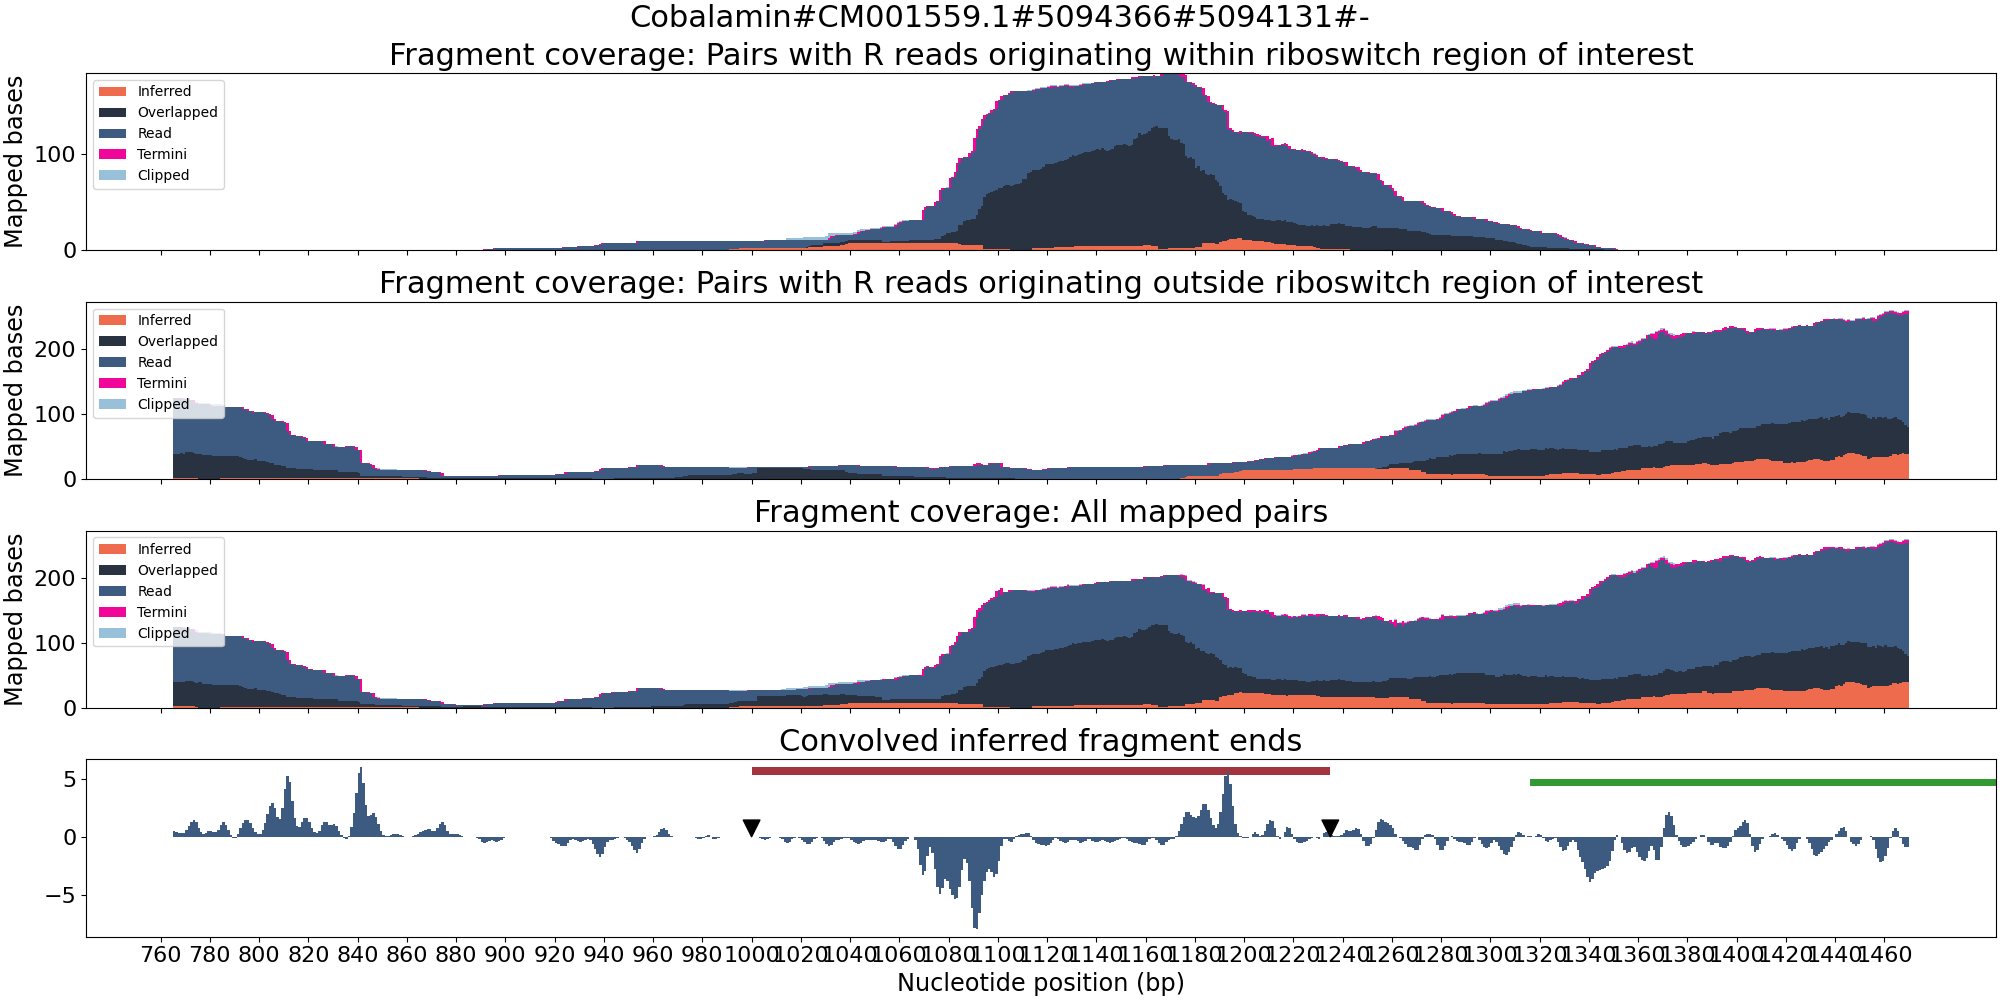 Cobalamin#CM001559.1#5094366#5094131#-
Fragment coverage: Pairs with R reads originating within riboswitch region of interest
Mapped bases
100
0
Inferred
Overlapped
Read
Termini
Clipped
Fragment coverage: Pairs with R reads originating outside riboswitch region of interest
Mapped bases
200
100
0
Inferred
Overlapped
Read
Termini
Clipped
Fragment coverage: All mapped pairs
Mapped bases
200
100
0
Inferred
Overlapped
Read
Termini
Clipped
Convolved inferred fragment ends
5
0
−5
760 780 800 820 840 860 880 900 920 940 960 980 1000 1020 1040 1060 1080 1100 1120 1140 1160 1180 1200 1220 1240 1260 1280 1300 1320 1340 1360 1380 1400 1420 1440 1460
Nucleotide position (bp)